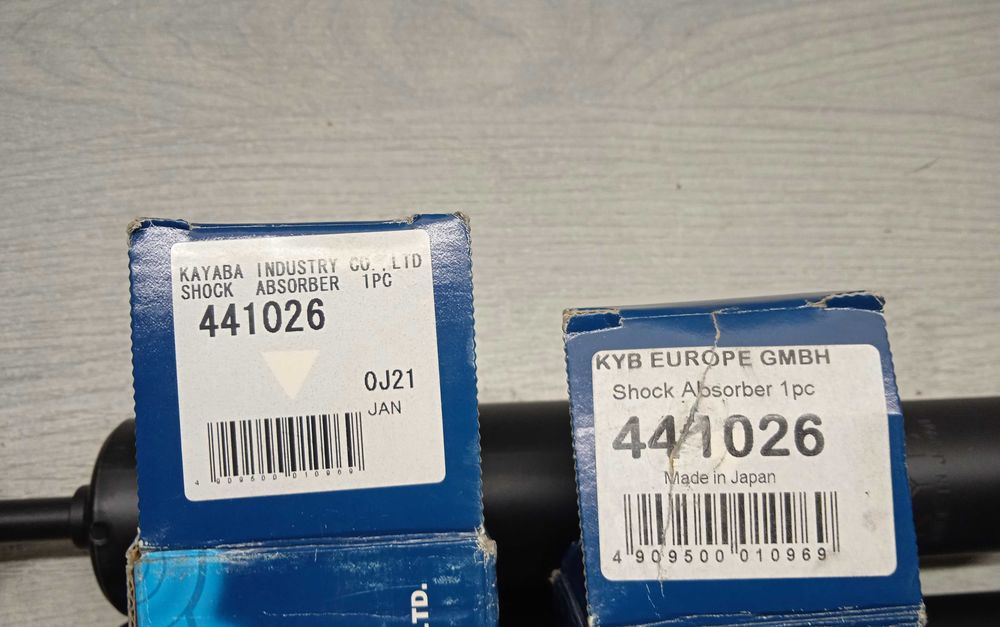 KAYABA INDUSTRY CO.,LTD
SHOCK ABSORBER 1PC
441026
0J21
JAN
4 909500 010969
LTD.
KYB EUROPE GMBH
Shock Absorber 1pc
441026
Made in Japan
4 909500 010969